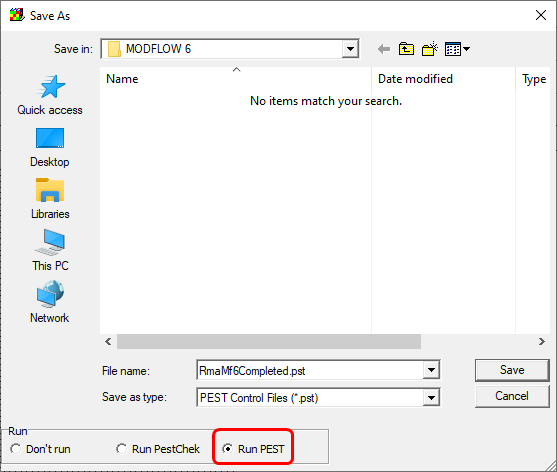 Save As
Save in: MODFLOW 6
Name Date modified Type
No items match your search.
Quick access
Desktop
Libraries
This PC
Network
File name: RmaMf6Completed.pst Save
Save as type: PEST Control Files (*.pst) Cancel
Run
Don't run Run PestChek Run PEST